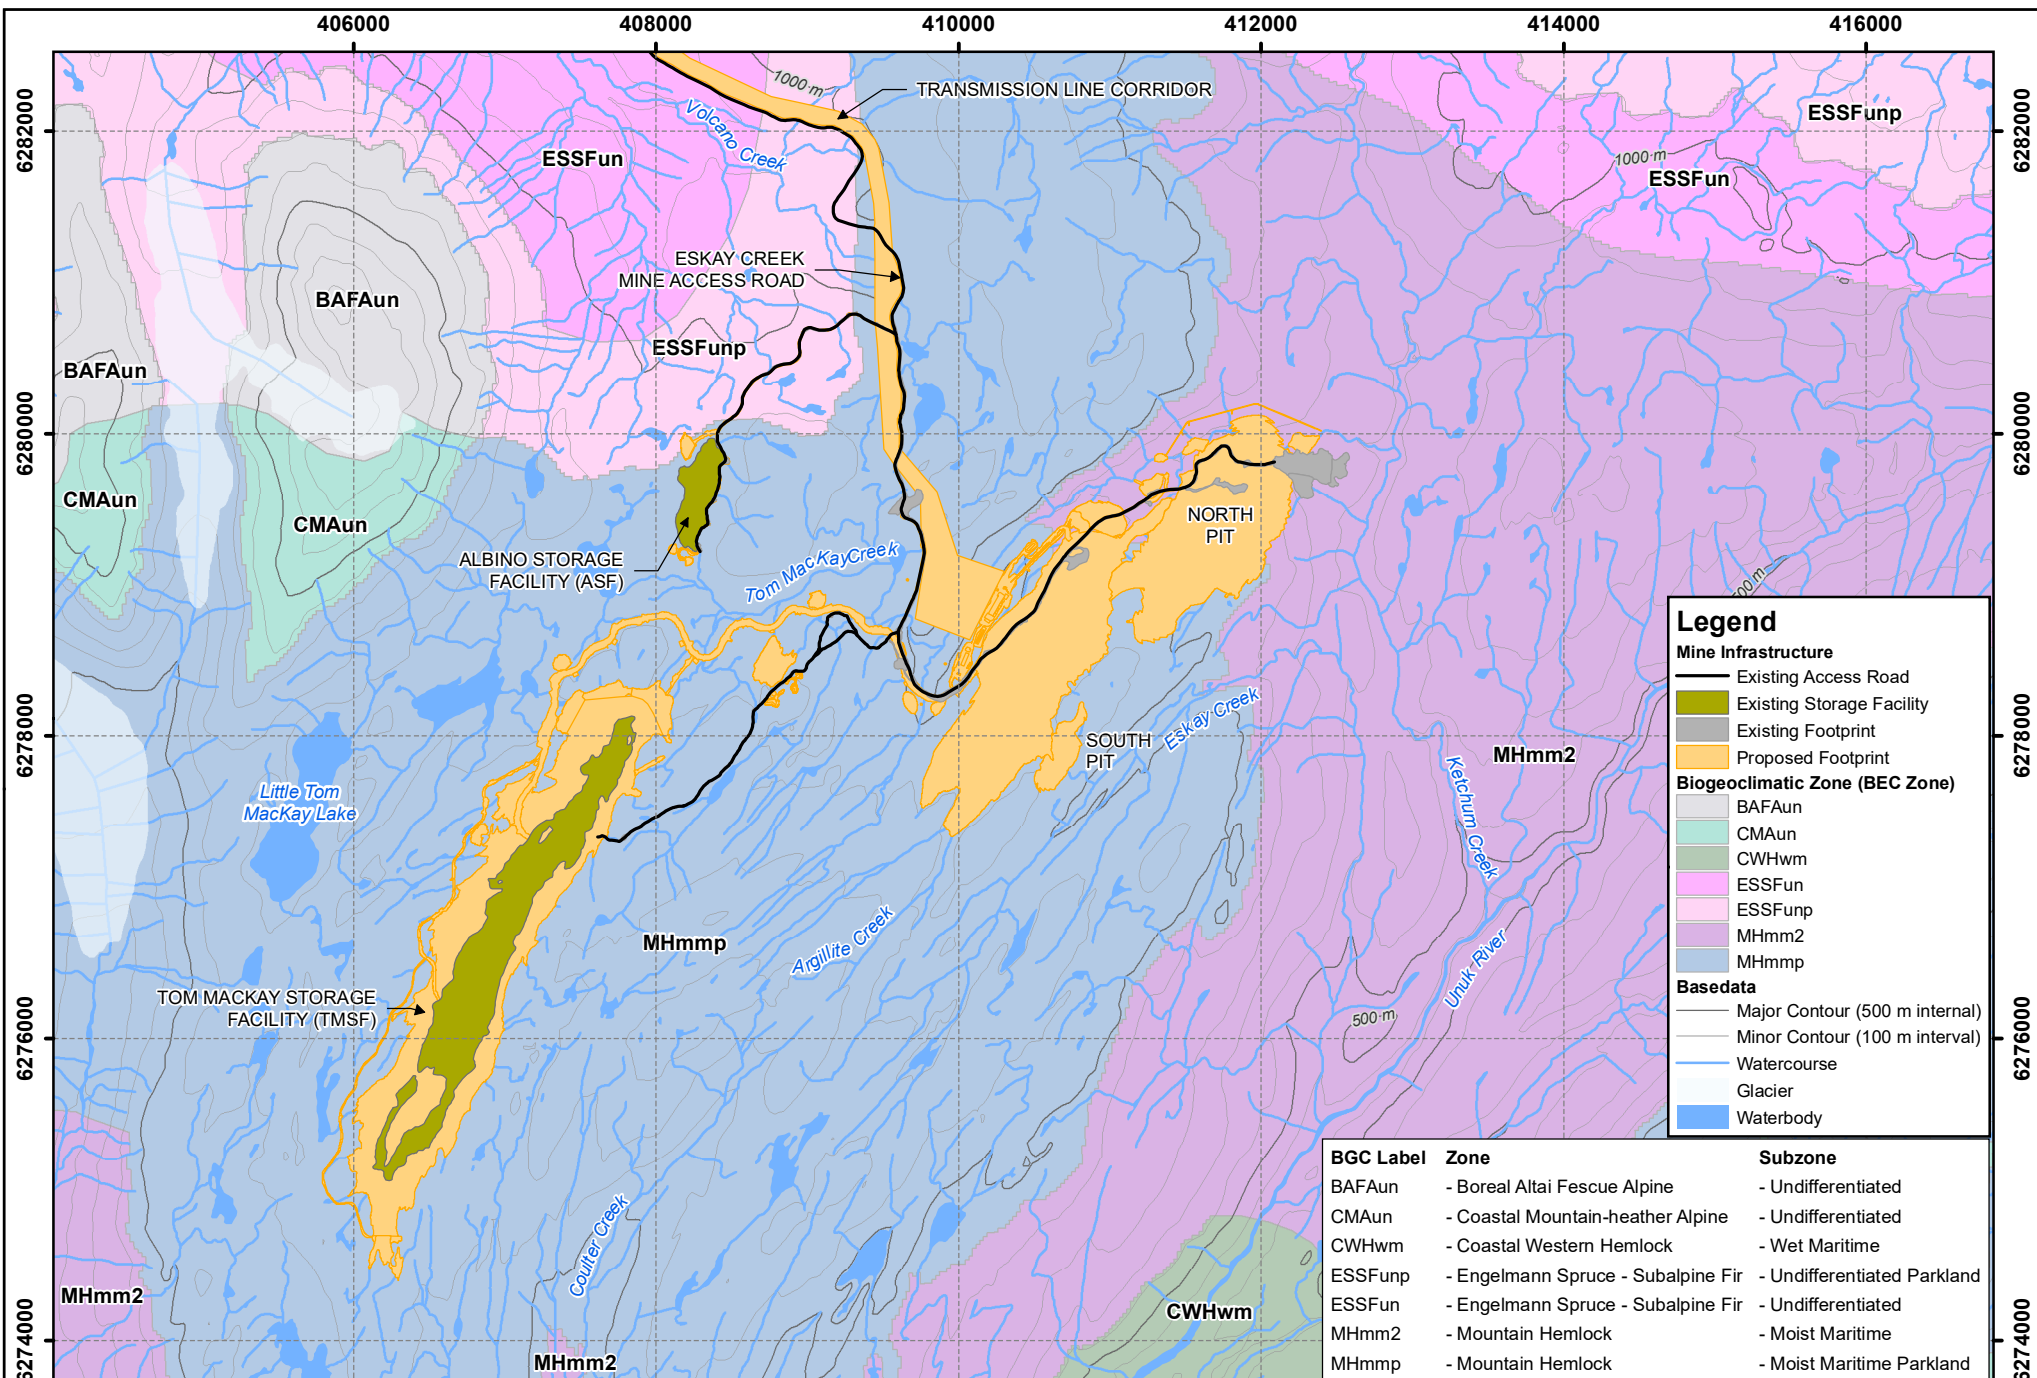 406000
408000
410000
412000
414000
416000
6282000
6282000
6280000
6280000
6278000
6278000
6276000
6276000
6274000
6274000
1000 m
TRANSMISSION LINE CORRIDOR
Volcano Creek
ESSFun
ESSFunp
1000 m
ESSFun
ESKAY CREEK
MINE ACCESS ROAD
BAFAun
ESSFunp
BAFAun
CMAun
CMAun
NORTH
PIT
ALBINO STORAGE
FACILITY (ASF)
Tom MacKay Creek
500 m
SOUTH
PIT
Eskay Creek
MHmm2
Ketchum Creek
Little Tom
MacKay Lake
MHmmp
Argillite Creek
Unuk River
TOM MACKAY STORAGE
FACILITY (TMSF)
500 m
Coulter Creek
MHmm2
CWHwm
MHmm2
Legend
Mine Infrastructure
Existing Access Road
Existing Storage Facility
Existing Footprint
Proposed Footprint
Biogeoclimatic Zone (BEC Zone)
BAFAun
CMAun
CWHwm
ESSFun
ESSFunp
MHmm2
MHmmp
Basedata
Major Contour (500 m internal)
Minor Contour (100 m interval)
Watercourse
Glacier
Waterbody
BGC Label Zone Subzone
BAFAun - Boreal Altai Fescue Alpine - Undifferentiated
CMAun - Coastal Mountain-heather Alpine - Undifferentiated
CWHwm - Coastal Western Hemlock - Wet Maritime
ESSFunp - Engelmann Spruce - Subalpine Fir - Undifferentiated Parkland
ESSFun - Engelmann Spruce - Subalpine Fir - Undifferentiated
MHmm2 - Mountain Hemlock - Moist Maritime
MHmmp - Mountain Hemlock - Moist Maritime Parkland